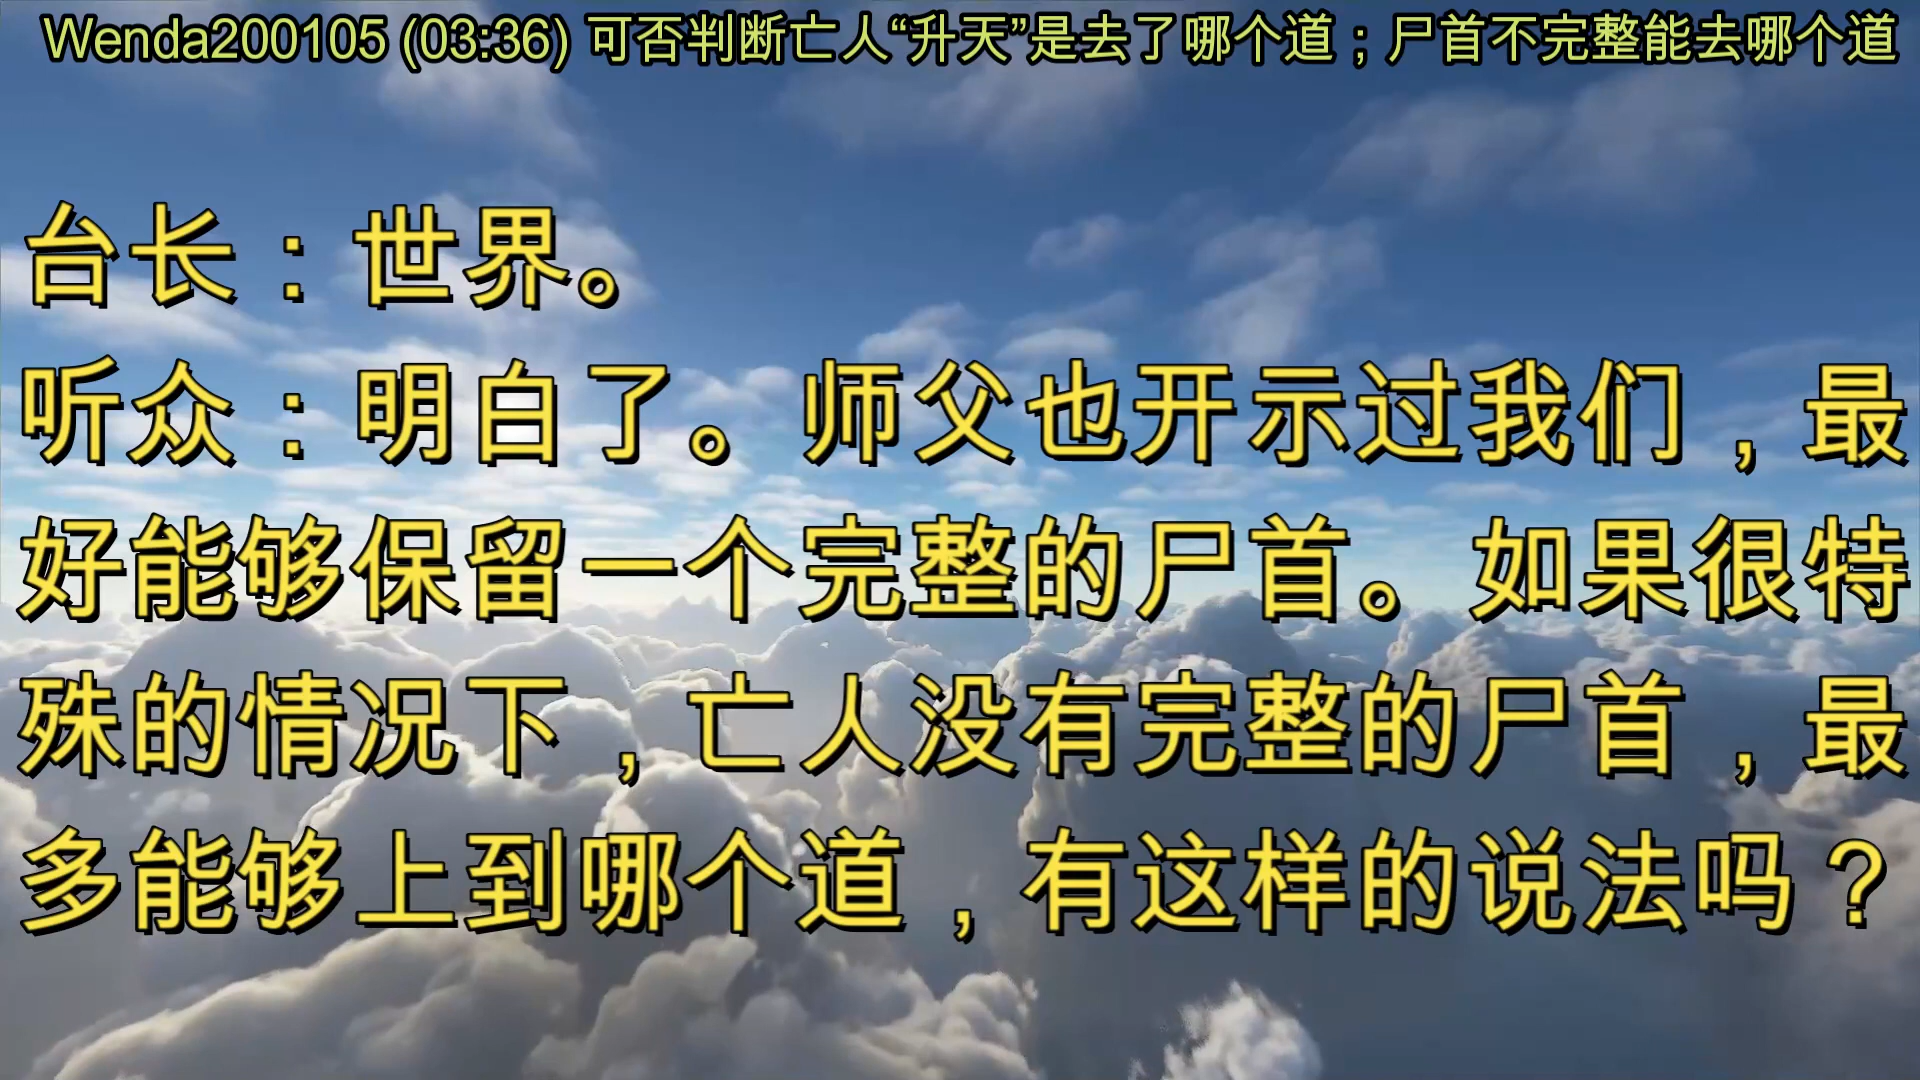 Wenda200105 (03:36) 可否判断亡人“升天”是去了哪个道；尸首不完整能去哪个道
台长：世界。
听众：明白了。师父也开示过我们，最
好能够保留一个完整的尸首。如果很特
殊的情况下，亡人没有完整的尸首，最
多能够上到哪个道，有这样的说法吗？